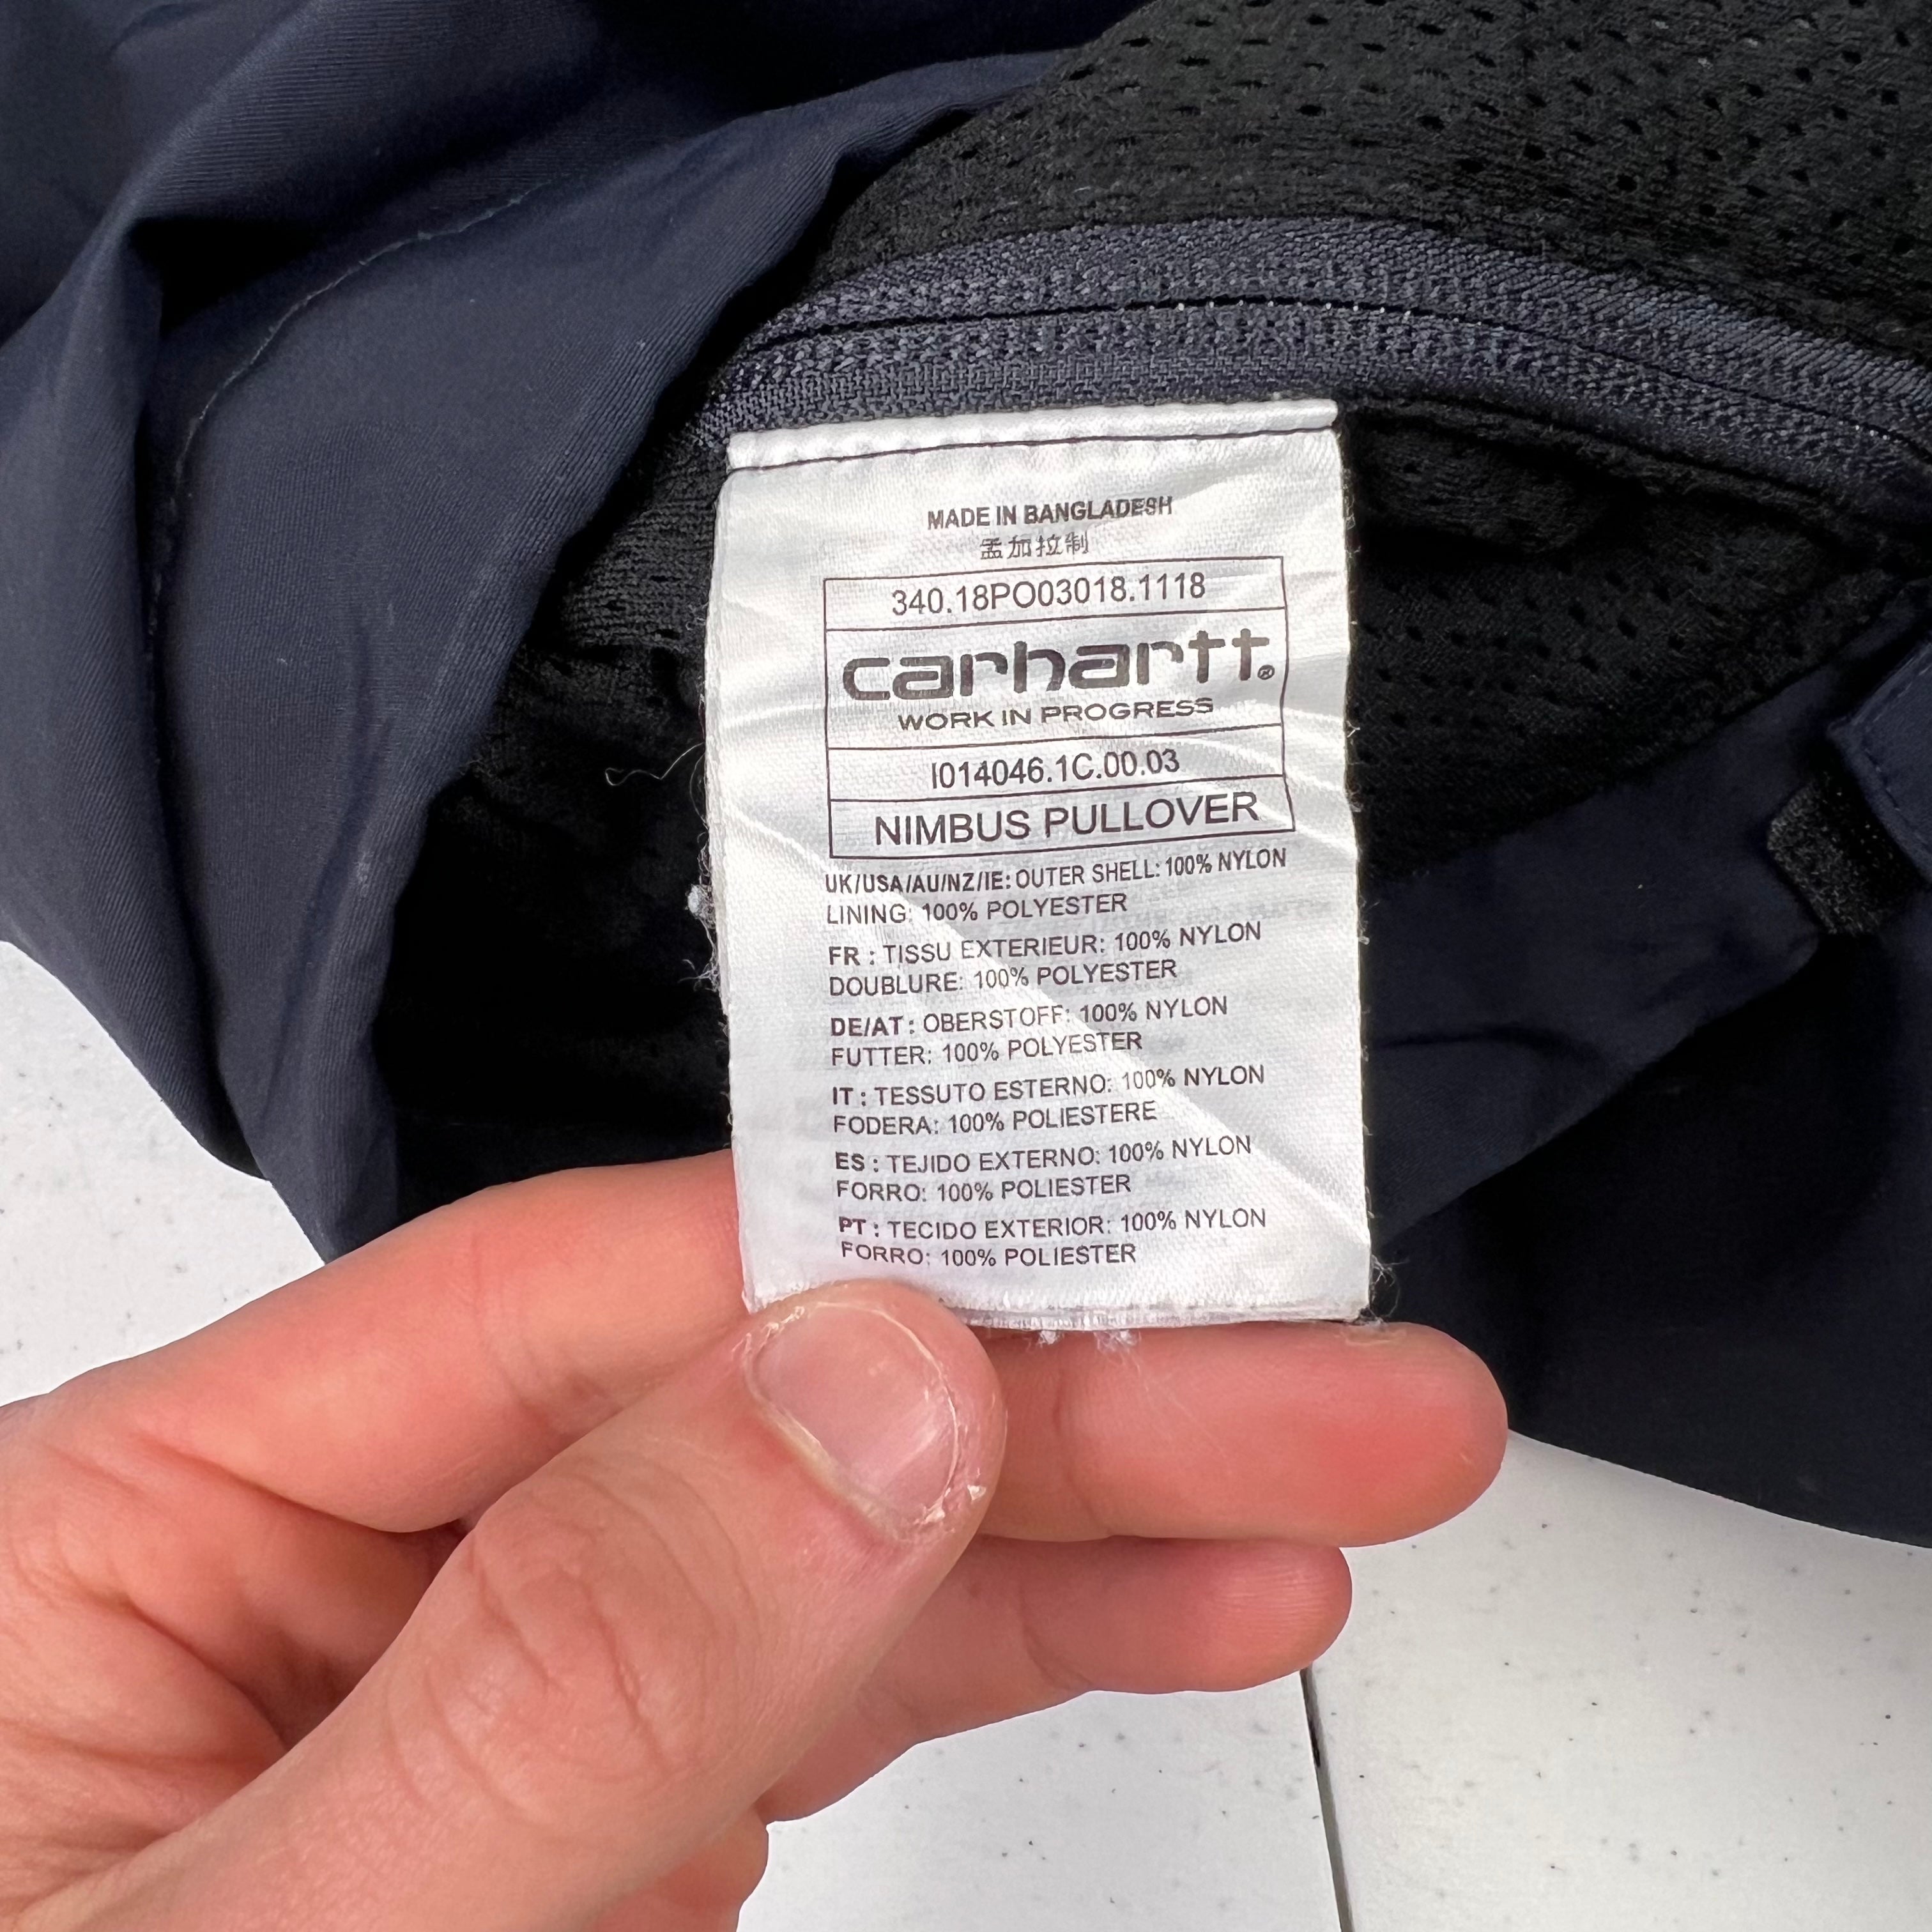 MADE IN BANGLADESH
孟加拉制
340.18PO03018.1118
carhartt®
WORK IN PROGRESS
I014046.1C.00.03
NIMBUS PULLOVER
UK/USA/AU/NZ/IE: OUTER SHELL: 100% NYLON
LINING: 100% POLYESTER
FR : TISSU EXTERIEUR: 100% NYLON
DOUBLURE: 100% POLYESTER
DE/AT : OBERSTOFF: 100% NYLON
FUTTER: 100% POLYESTER
IT : TESSUTO ESTERNO: 100% NYLON
FODERA: 100% POLIESTERE
ES : TEJIDO EXTERNO: 100% NYLON
FORRO: 100% POLIESTER
PT : TECIDO EXTERIOR: 100% NYLON
FORRO: 100% POLIESTER